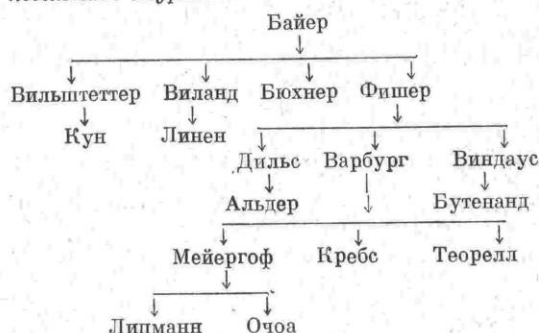 Байер
Вильштеттер Виланд Бюхнер Фишер
Кун Линен
Дильс Варбург Виндаус
Альдер Бутенанд
Мейергоф Кребс Теорелл
Липманн Очоа